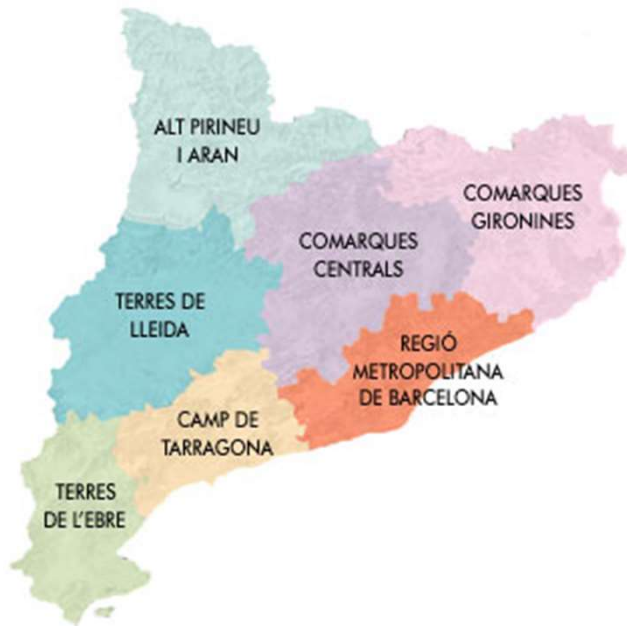 ALT PIRINEU
I ARAN
COMARQUES
GIRONINES
COMARQUES
CENTRALS
TERRES DE
LLEIDA
REGIÓ
METROPOLITANA
DE BARCELONA
CAMP DE
TARRAGONA
TERRES
DE L'EBRE